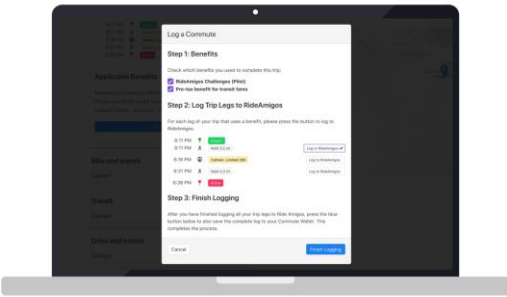 Log a Commute
Step 1: Benefits
Check which benefits you used to complete this trip:
RideAmigos Challenges (Pilot)
Pre-tax benefit for transit fares
Step 2: Log Trip Legs to RideAmigos
For each leg of your trip that uses a benefit, please press the button to log to
RideAmigos.
6:11 PM
6:11 PM Log to RideAmigos
6:16 PM Caltrain Limited Log to RideAmigos
6:31 PM Log to RideAmigos
6:38 PM
Step 3: Finish Logging
After you have finished logging all your trip legs to Ride Amigos, press the blue
button below to also save the complete log to your Commute Wallet. This
completes the process.
Cancel Finish Logging
Applicable Benefits
Bike and transit
Transit
Drive and transit